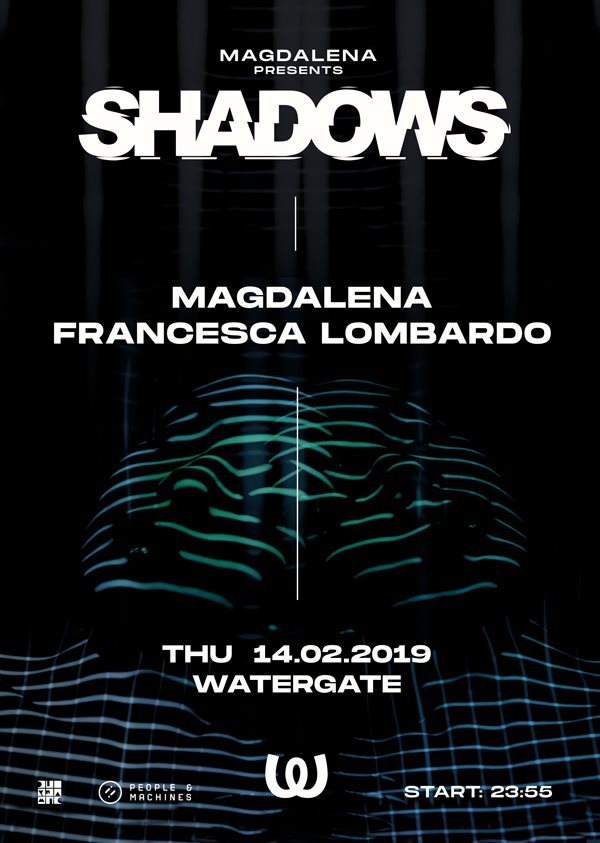 MAGDALENA
PRESENTS
SHADOWS
MAGDALENA
FRANCESCA LOMBARDO
THU 14.02.2019
WATERGATE
PEOPLE &
MACHINES
START: 23:55